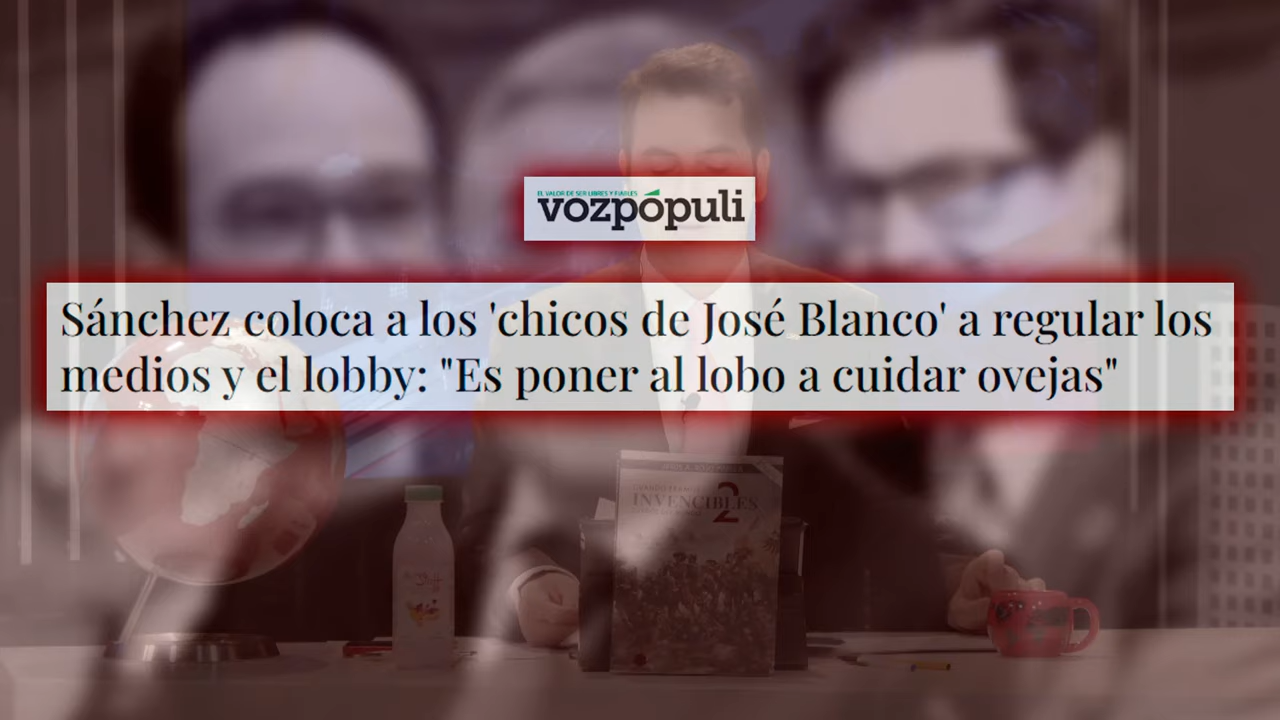 EL VALOR DE SER LIBRES Y FIABLES
vozpópuli
Sánchez coloca a los 'chicos de José Blanco' a regular los
medios y el lobby: "Es poner al lobo a cuidar ovejas"
INVENCIBLES
2